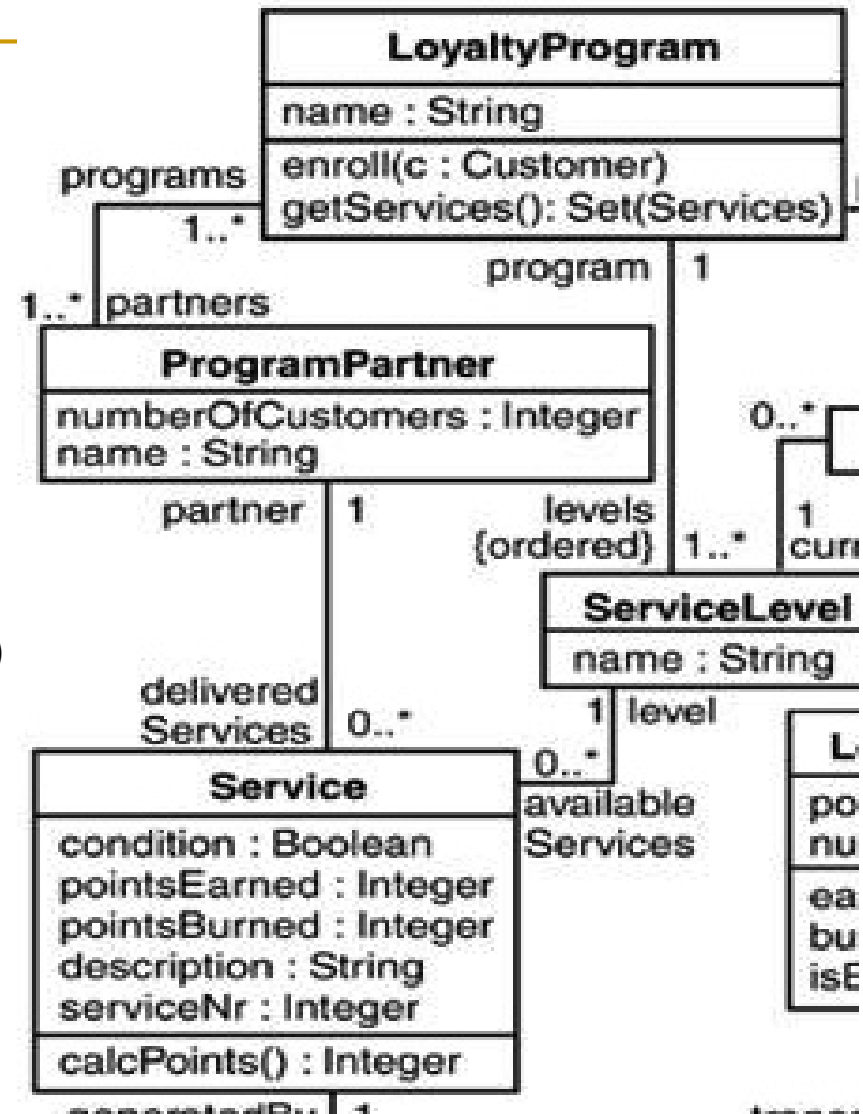 LoyaltyProgram
name : String
enroll(c : Customer)
getServices(): Set(Services)
programs
1..*
program
1
1..*
partners
ProgramPartner
numberOfCustomers : Integer
name : String
0..*
partner
1
levels
{ordered}
1..*
1
ServiceLevel
name : String
)
delivered
Services
0..*
1
level
0..*
available
Services
Service
condition : Boolean
pointsEarned : Integer
pointsBurned : Integer
description : String
serviceNr : Integer
calcPoints() : Integer
1